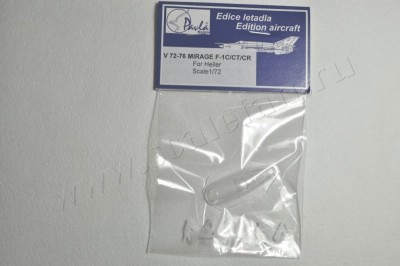 Pavla
Edice letadla
Edition aircraft
V 72-76 MIRAGE F-1C/CT/CR
For Heller
Scale1/72